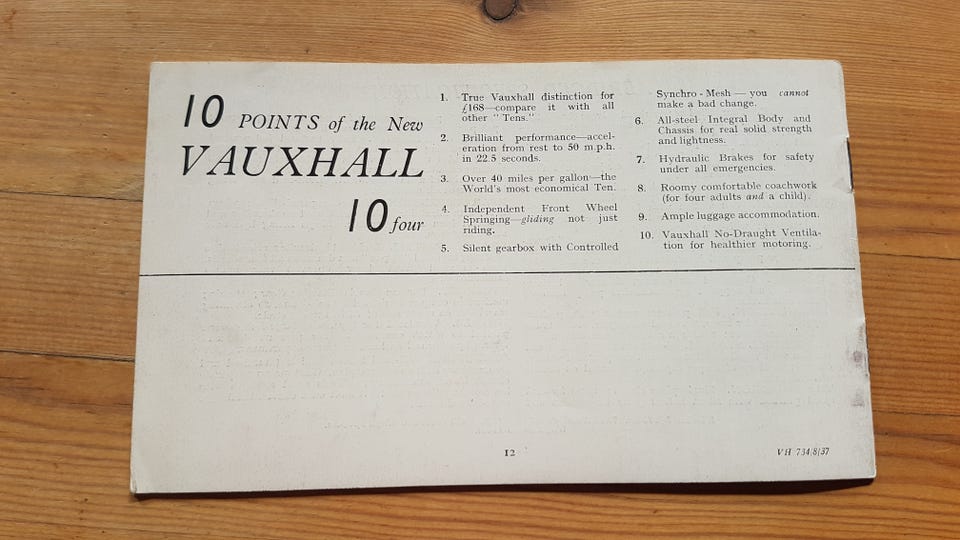 10 POINTS of the New
VAUXHALL
10 four
1. True Vauxhall distinction for
£168—compare it with all
other "Tens."
2. Brilliant performance—accel-
eration from rest to 50 m.p.h.
in 22.5 seconds.
3. Over 40 miles per gallon—the
World's most economical Ten.
4. Independent Front Wheel
Springing—gliding not just
riding.
5. Silent gearbox with Controlled
Synchro-Mesh — you cannot
make a bad change.
6. All-steel Integral Body and
Chassis for real solid strength
and lightness.
7. Hydraulic Brakes for safety
under all emergencies.
8. Roomy comfortable coachwork
(for four adults and a child).
9. Ample luggage accommodation.
10. Vauxhall No-Draught Ventila-
tion for healthier motoring.
12
VH 734/8/37